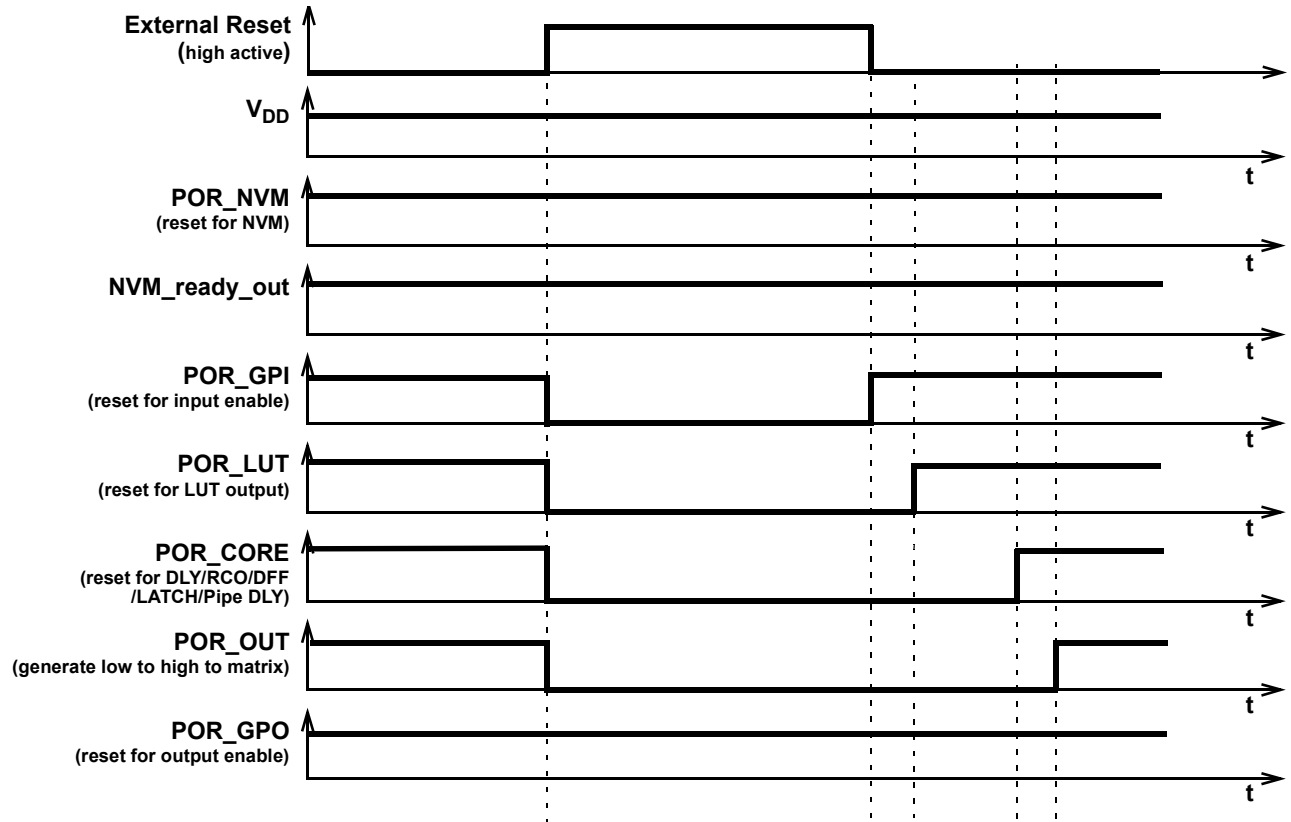 External Reset
(high active)
VDD
t
POR_NVM
(reset for NVM)
t
NVM_ready_out
t
POR_GPI
(reset for input enable)
t
POR_LUT
(reset for LUT output)
t
POR_CORE
(reset for DLY/RCO/DFF
/LATCH/Pipe DLY)
t
POR_OUT
(generate low to high to matrix)
t
POR_GPO
(reset for output enable)
t